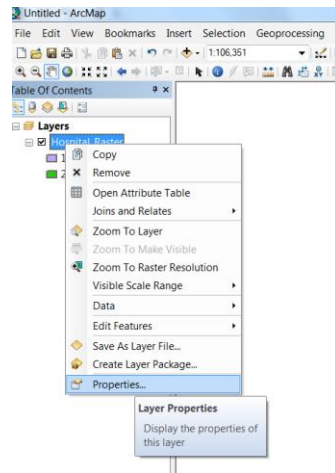 Untitled - ArcMap
File Edit View Bookmarks Insert Selection Geoprocessing
1:106,351
Table Of Contents
Layers
Hospital_Raster
1
2
Copy
Remove
Open Attribute Table
Joins and Relates
Zoom To Layer
Zoom To Make Visible
Zoom To Raster Resolution
Visible Scale Range
Data
Edit Features
Save As Layer File...
Create Layer Package...
Properties...
Layer Properties
Display the properties of
this layer